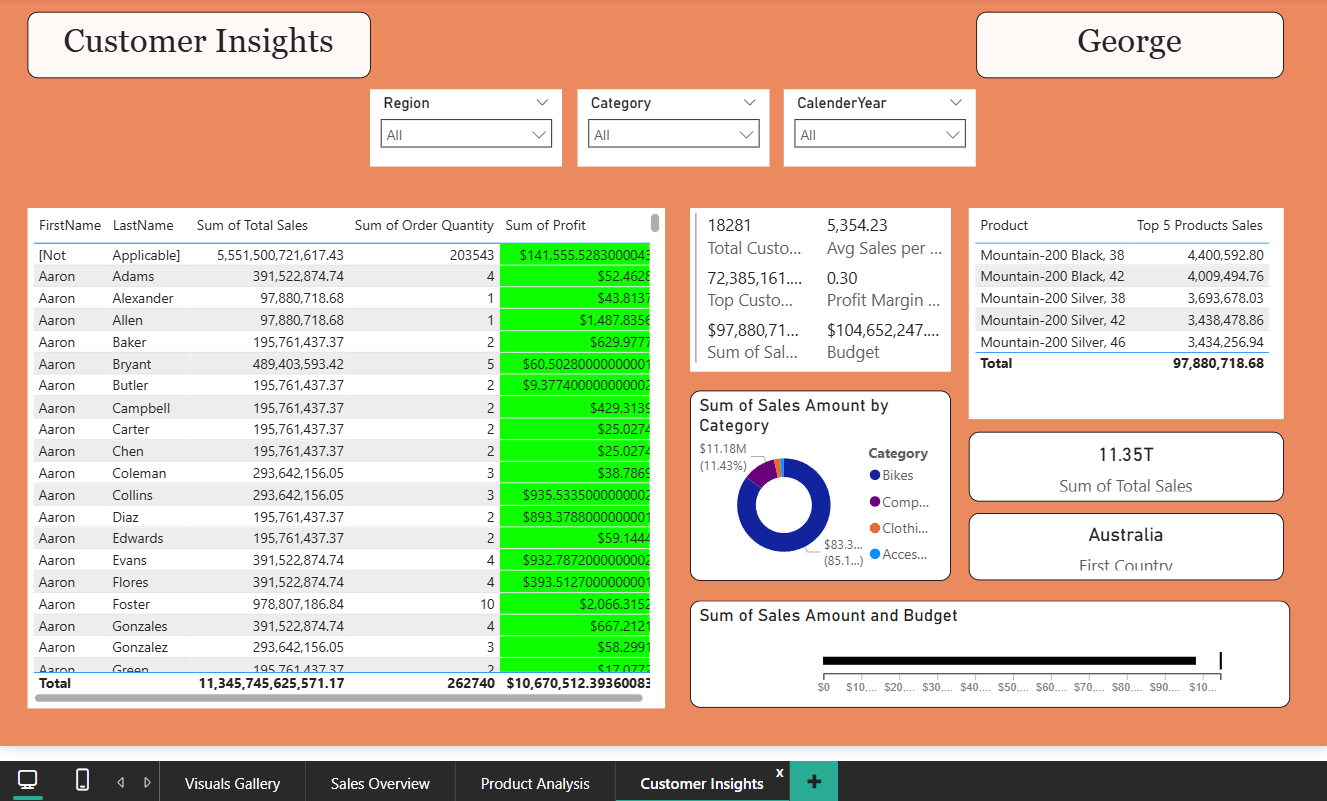 Customer Insights
George
Region
All
Category
All
CalenderYear
All
FirstName LastName Sum of Total Sales Sum of Order Quantity Sum of Profit
[Not Applicable] 5,551,500,721,617.43 203543 $141,555.5283000043
Aaron Adams 391,522,874.74 4 $52.4628
Aaron Alexander 97,880,718.68 1 $43.8137
Aaron Allen 97,880,718.68 1 $1,487.8356
Aaron Baker 195,761,437.37 2 $629.9777
Aaron Bryant 489,403,593.42 5 $60.50280000000001
Aaron Butler 195,761,437.37 2 $9.377400000000002
Aaron Campbell 195,761,437.37 2 $429.3139
Aaron Carter 195,761,437.37 2 $25.0274
Aaron Chen 195,761,437.37 2 $25.0274
Aaron Coleman 293,642,156.05 3 $38.7869
Aaron Collins 293,642,156.05 3 $935.5335000000002
Aaron Diaz 195,761,437.37 2 $893.3788000000001
Aaron Edwards 195,761,437.37 2 $59.1444
Aaron Evans 391,522,874.74 4 $932.7872000000002
Aaron Flores 391,522,874.74 4 $393.5127000000001
Aaron Foster 978,807,186.84 10 $2,066.3152
Aaron Gonzales 391,522,874.74 4 $667.2121
Aaron Gonzalez 293,642,156.05 3 $58.2991
Aaron Green 195,761,437.37 2 $17.0772
Total 11,345,745,625,571.17 262740 $10,670,512.39360083
18281 5,354.23
Total Custo... Avg Sales per ...
72,385,161.... 0.30
Top Custo... Profit Margin ...
$97,880,71... $104,652,247....
Sum of Sal... Budget
Product Top 5 Products Sales
Mountain-200 Black, 38 4,400,592.80
Mountain-200 Black, 42 4,009,494.76
Mountain-200 Silver, 38 3,693,678.03
Mountain-200 Silver, 42 3,438,478.86
Mountain-200 Silver, 46 3,434,256.94
Total 97,880,718.68
Sum of Sales Amount by
Category
$11.18M
(11.43%)
$83.3...
(85.1...)
Category
Bikes
Comp...
Clothi...
Acces...
11.35T
Sum of Total Sales
Australia
First Country
Sum of Sales Amount and Budget
$0 $10,... $20,... $30,... $40,... $50,... $60,... $70,... $80,... $90,... $10...
Visuals Gallery Sales Overview Product Analysis Customer Insights x +